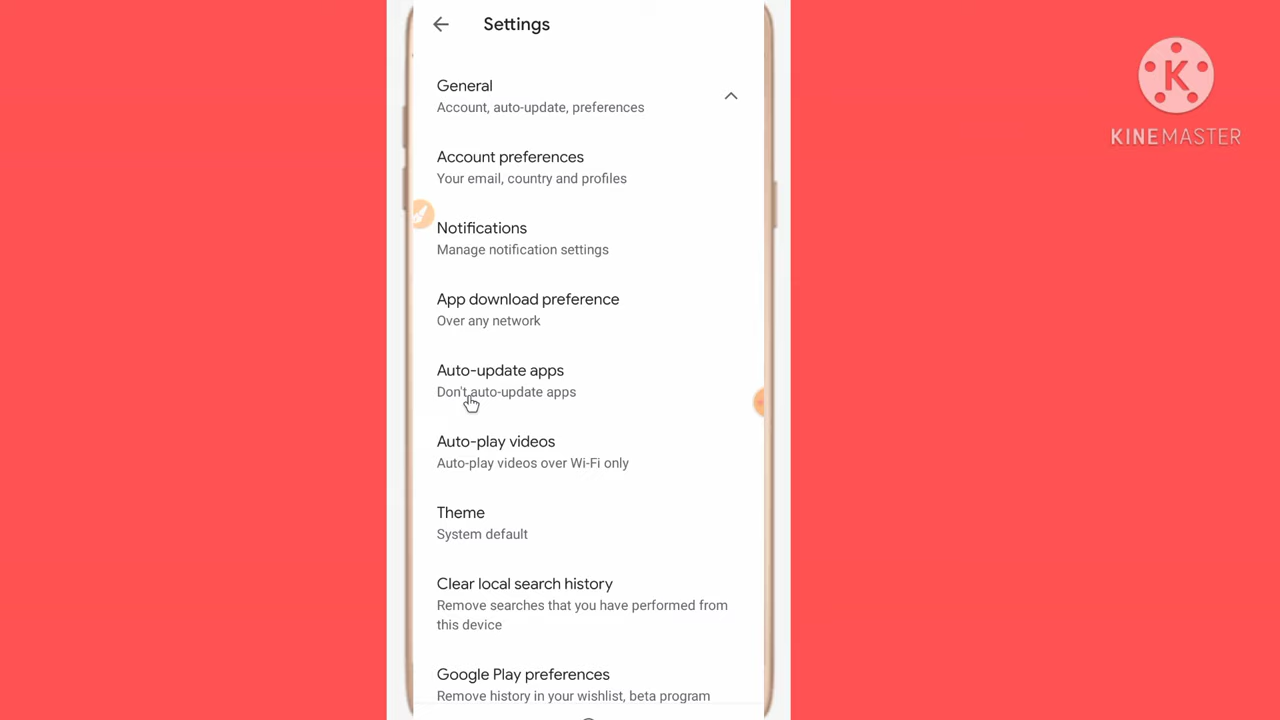 Settings
General
Account, auto-update, preferences
Account preferences
Your email, country and profiles
Notifications
Manage notification settings
App download preference
Over any network
Auto-update apps
Don't auto-update apps
Auto-play videos
Auto-play videos over Wi-Fi only
Theme
System default
Clear local search history
Remove searches that you have performed from
this device
Google Play preferences
Remove history in your wishlist, beta program
K
KINEMASTER